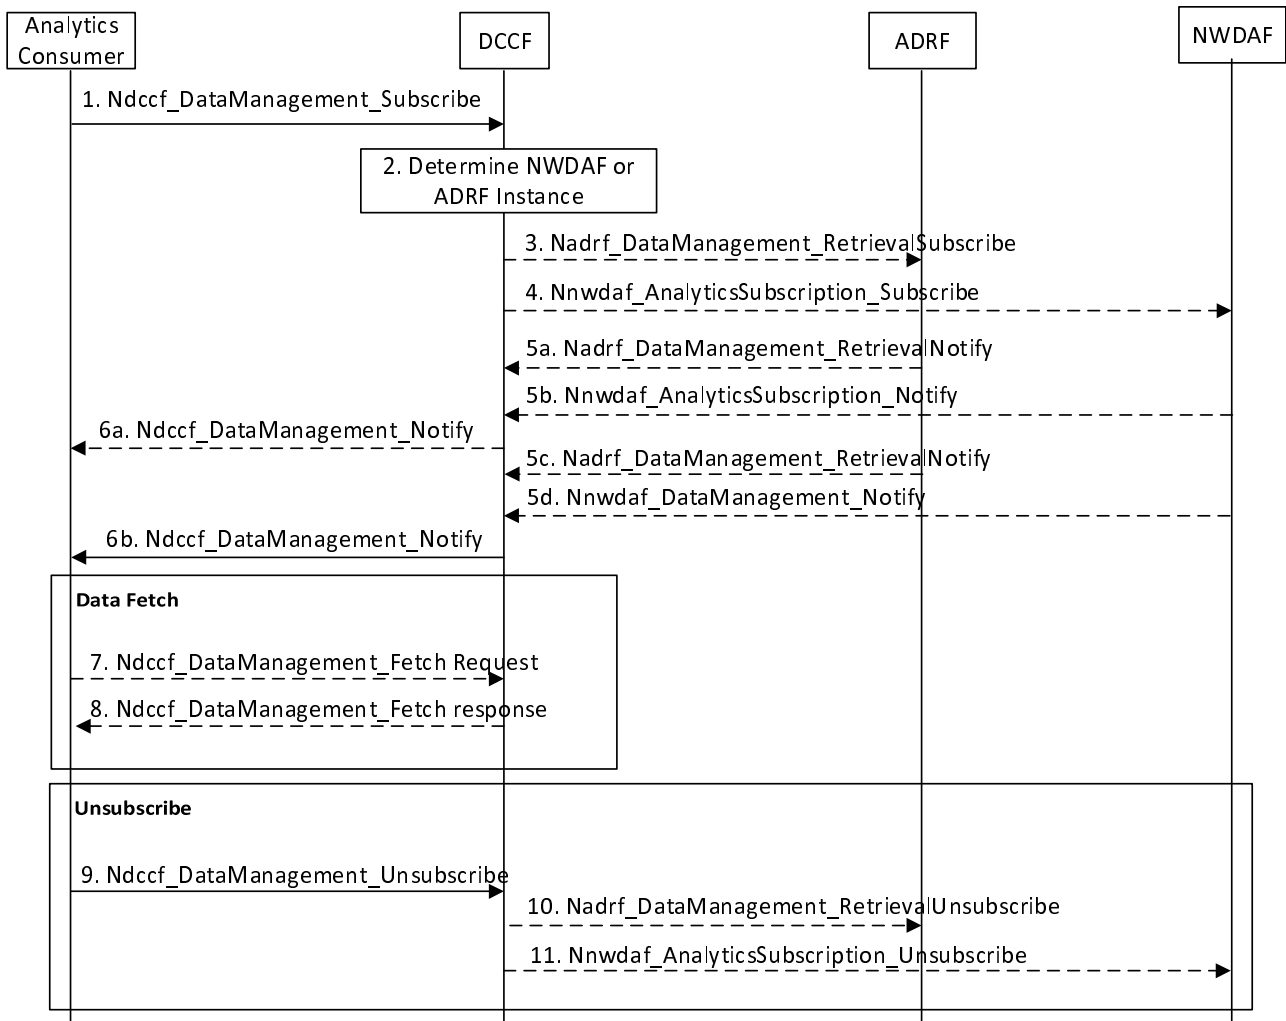 Analytics
Consumer
DCCF
ADRF
NWDAF
1. Ndccf_DataManagement_Subscribe
2. Determine NWDAF or
ADRF Instance
3. Nadrf_DataManagement_RetrievalSubscribe
4. Nnwdaf_AnalyticsSubscription_Subscribe
5a. Nadrf_DataManagement_RetrievalNotify
5b. Nnwdaf_AnalyticsSubscription_Notify
6a. Ndccf_DataManagement_Notify
5c. Nadrf_DataManagement_RetrievalNotify
5d. Nnwdaf_DataManagement_Notify
6b. Ndccf_DataManagement_Notify
Data Fetch
7. Ndccf_DataManagement_Fetch Request
8. Ndccf_DataManagement_Fetch response
Unsubscribe
9. Ndccf_DataManagement_Unsubscribe
10. Nadrf_DataManagement_RetrievalUnsubscribe
11. Nnwdaf_AnalyticsSubscription_Unsubscribe